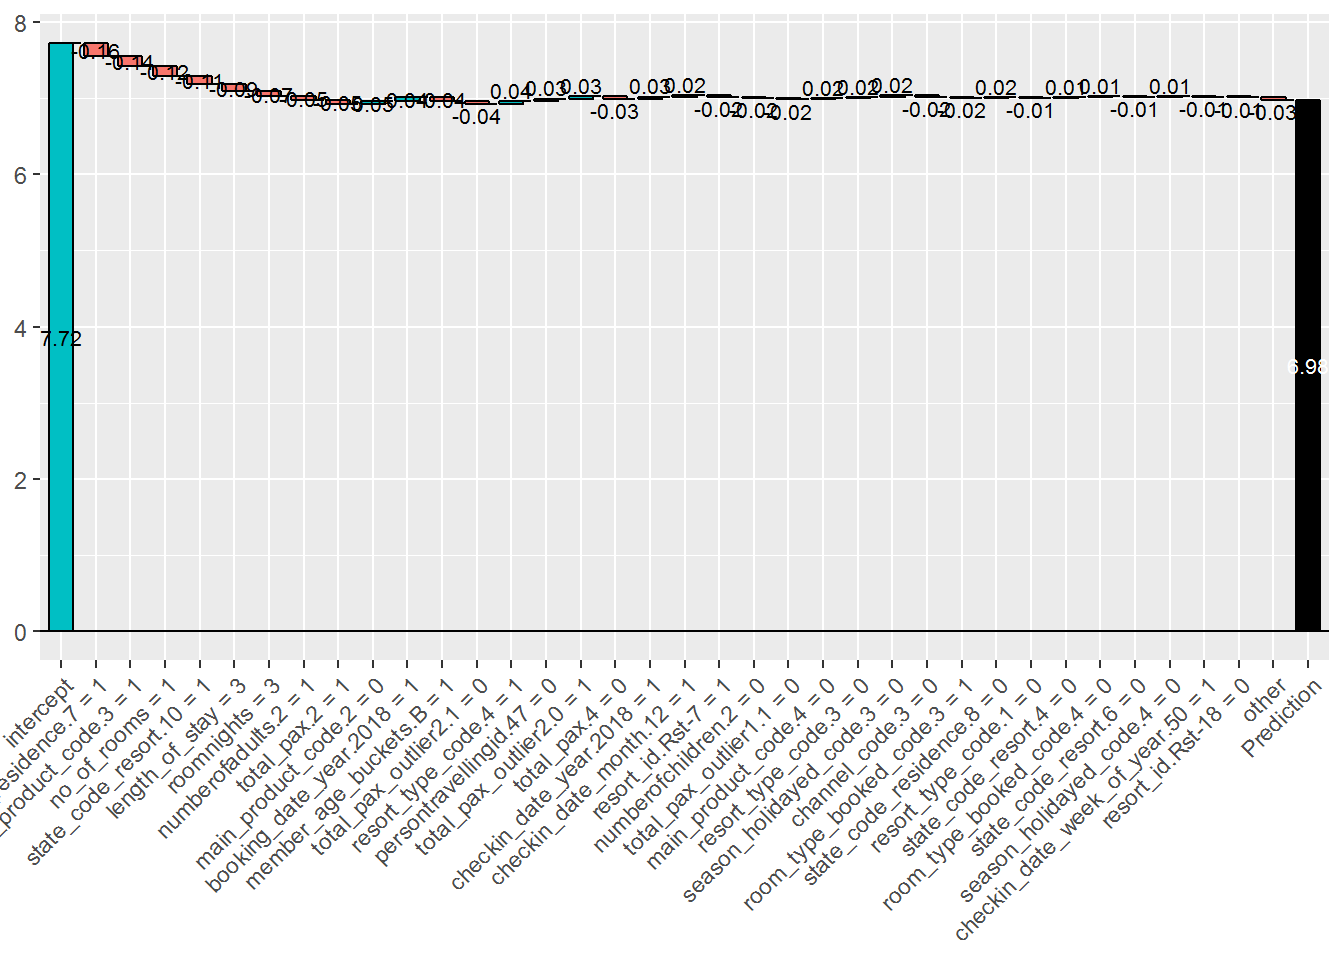 8
6
4
2
0
7.72
-0.16
-0.14
-0.12
-0.11
-0.09
-0.07
-0.05
-0.05
-0.05
0.04
-0.04
-0.04
0.04
0.03
0.03
-0.03
0.03
0.02
-0.02
-0.02
-0.02
0.02
0.02
0.02
-0.02
-0.02
0.02
-0.01
0.01
0.01
-0.01
0.01
-0.01
-0.01
-0.03
6.98
intercept
residence.7 = 1
_product_code.3 = 1
no_of_rooms = 1
state_code_resort.10 = 1
length_of_stay = 3
roomnights = 3
numberofadults.2 = 1
total_pax.2 = 1
main_product_code.2 = 0
booking_date_year.2018 = 1
member_age_buckets.B = 1
total_pax_outlier2.1 = 0
resort_type_code.4 = 1
persontravellingid.47 = 0
total_pax_outlier2.0 = 1
total_pax.4 = 0
checkin_date_year.2018 = 1
checkin_date_month.12 = 1
resort_id.Rst-7 = 1
numberofchildren.2 = 0
total_pax_outlier1.1 = 0
main_product_code.4 = 0
resort_type_code.3 = 0
season_holidayed_code.3 = 0
channel_code.3 = 0
room_type_booked_code.3 = 1
state_code_residence.8 = 0
resort_type_code.1 = 0
state_code_resort.4 = 0
room_type_booked_code.4 = 0
state_code_resort.6 = 0
season_holidayed_code.4 = 0
checkin_date_week_of_year.50 = 1
resort_id.Rst-18 = 0
other
Prediction